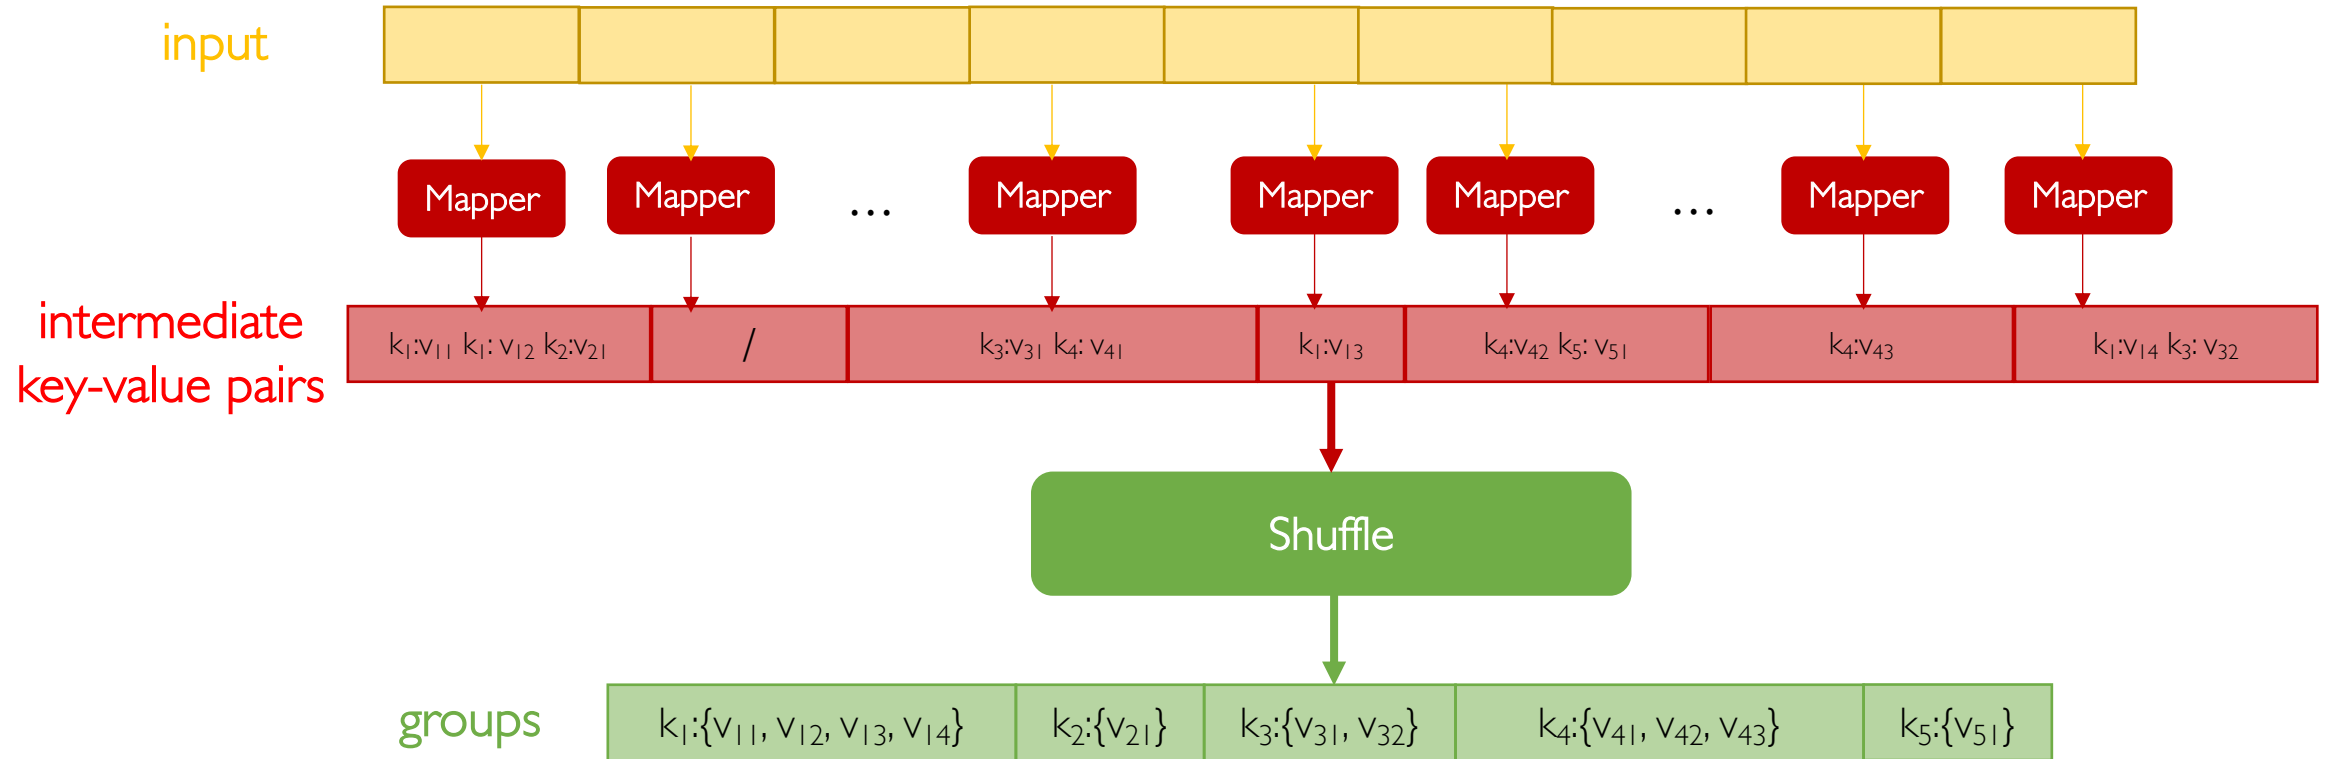 input
Mapper Mapper … Mapper Mapper Mapper … Mapper Mapper
intermediate
key-value pairs
k₁:v₁₁ k₁: v₁₂ k₂:v₂₁ / k₃:v₃₁ k₄: v₄₁ k₁:v₁₃ k₄:v₄₂ k₅: v₅₁ k₄:v₄₃ k₁:v₁₄ k₃: v₃₂
Shuffle
groups k₁:{v₁₁, v₁₂, v₁₃, v₁₄} k₂:{v₂₁} k₃:{v₃₁, v₃₂} k₄:{v₄₁, v₄₂, v₄₃} k₅:{v₅₁}